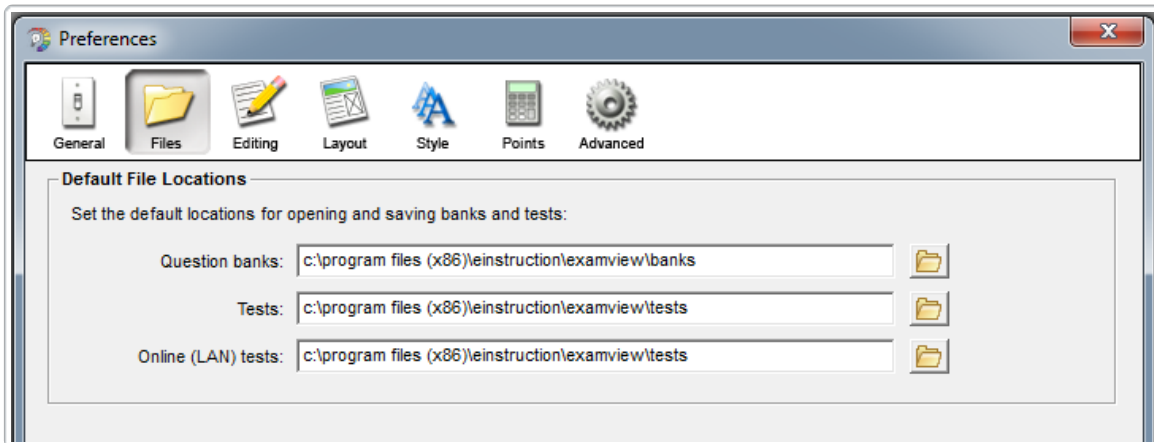 Preferences
General Files Editing Layout Style Points Advanced
Default File Locations
Set the default locations for opening and saving banks and tests:
Question banks: c:\program files (x86)\einstruction\examview\banks
Tests: c:\program files (x86)\einstruction\examview\tests
Online (LAN) tests: c:\program files (x86)\einstruction\examview\tests